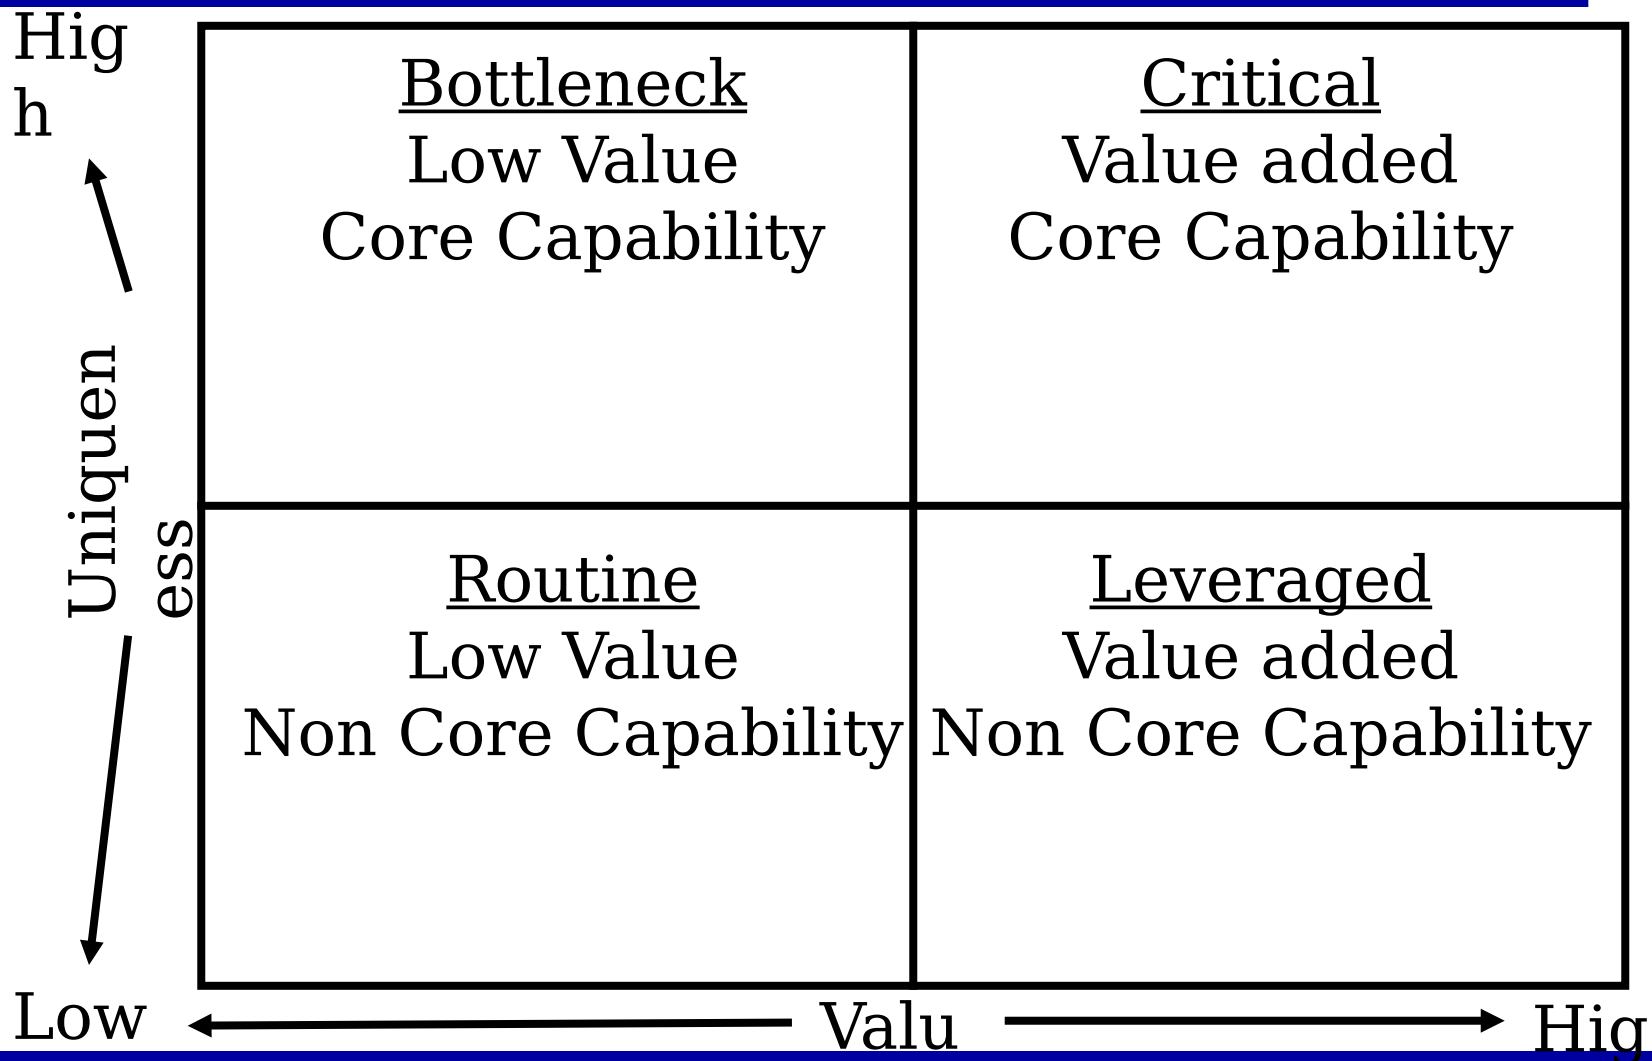 Hig
h
Bottleneck
Low Value
Core Capability
Critical
Value added
Core Capability
Uniquen
ess
Routine
Low Value
Non Core Capability
Leveraged
Value added
Non Core Capability
Low
Valu
Hig